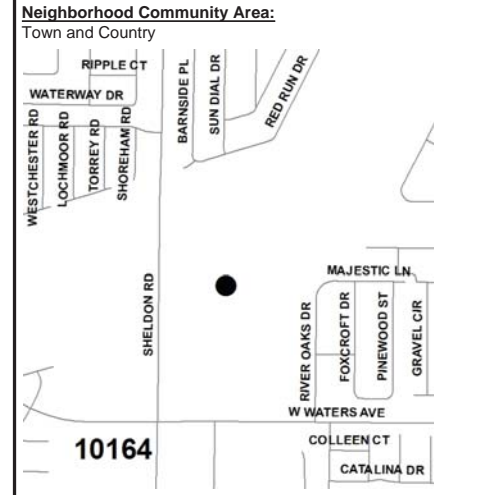 Neighborhood Community Area:
Town and Country
RIPPLE CT
WATERWAY DR
WESTCHESTER RD
LOCHMOOR RD
TORREY RD
SHOREHAM RD
BARNSIDE PL
SUN DIAL DR
RED RUN DR
SHELDON RD
MAJESTIC LN
RIVER OAKS DR
FOXCROFT DR
PINEWOOD ST
GRAVEL CIR
W WATERS AVE
10164
COLLEEN CT
CATALINA DR